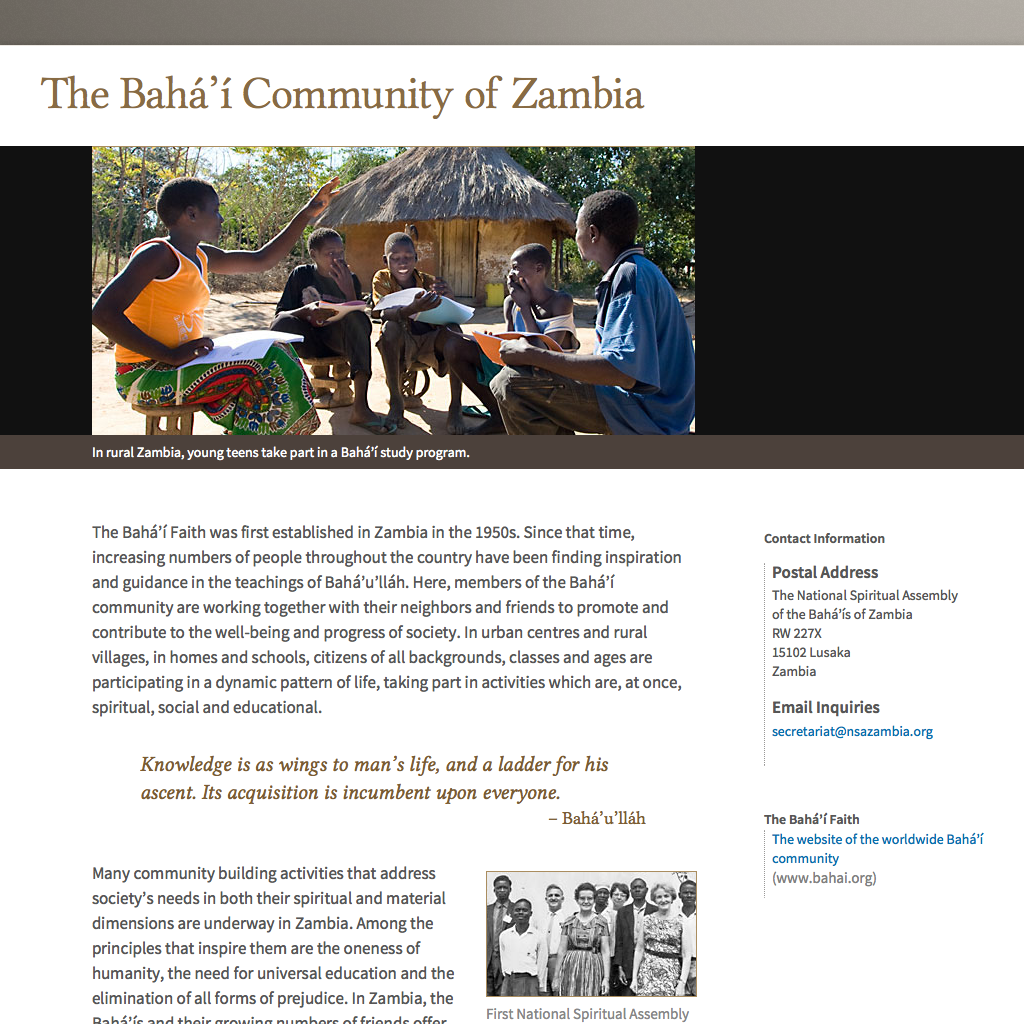 The Bahá’í Community of Zambia
In rural Zambia, young teens take part in a Bahá’í study program.
The Bahá’í Faith was first established in Zambia in the 1950s. Since that time,
increasing numbers of people throughout the country have been finding inspiration
and guidance in the teachings of Bahá’u’lláh. Here, members of the Bahá’í
community are working together with their neighbors and friends to promote and
contribute to the well-being and progress of society. In urban centres and rural
villages, in homes and schools, citizens of all backgrounds, classes and ages are
participating in a dynamic pattern of life, taking part in activities which are, at once,
spiritual, social and educational.
Knowledge is as wings to man’s life, and a ladder for his
ascent. Its acquisition is incumbent upon everyone.
– Bahá’u’lláh
Many community building activities that address
society’s needs in both their spiritual and material
dimensions are underway in Zambia. Among the
principles that inspire them are the oneness of
humanity, the need for universal education and the
elimination of all forms of prejudice. In Zambia, the
Bahá’ís and their growing numbers of friends offer
First National Spiritual Assembly
Contact Information
Postal Address
The National Spiritual Assembly
of the Bahá’ís of Zambia
RW 227X
15102 Lusaka
Zambia
Email Inquiries
secretariat@nsazambia.org
The Bahá’í Faith
The website of the worldwide Bahá’í
community
(www.bahai.org)